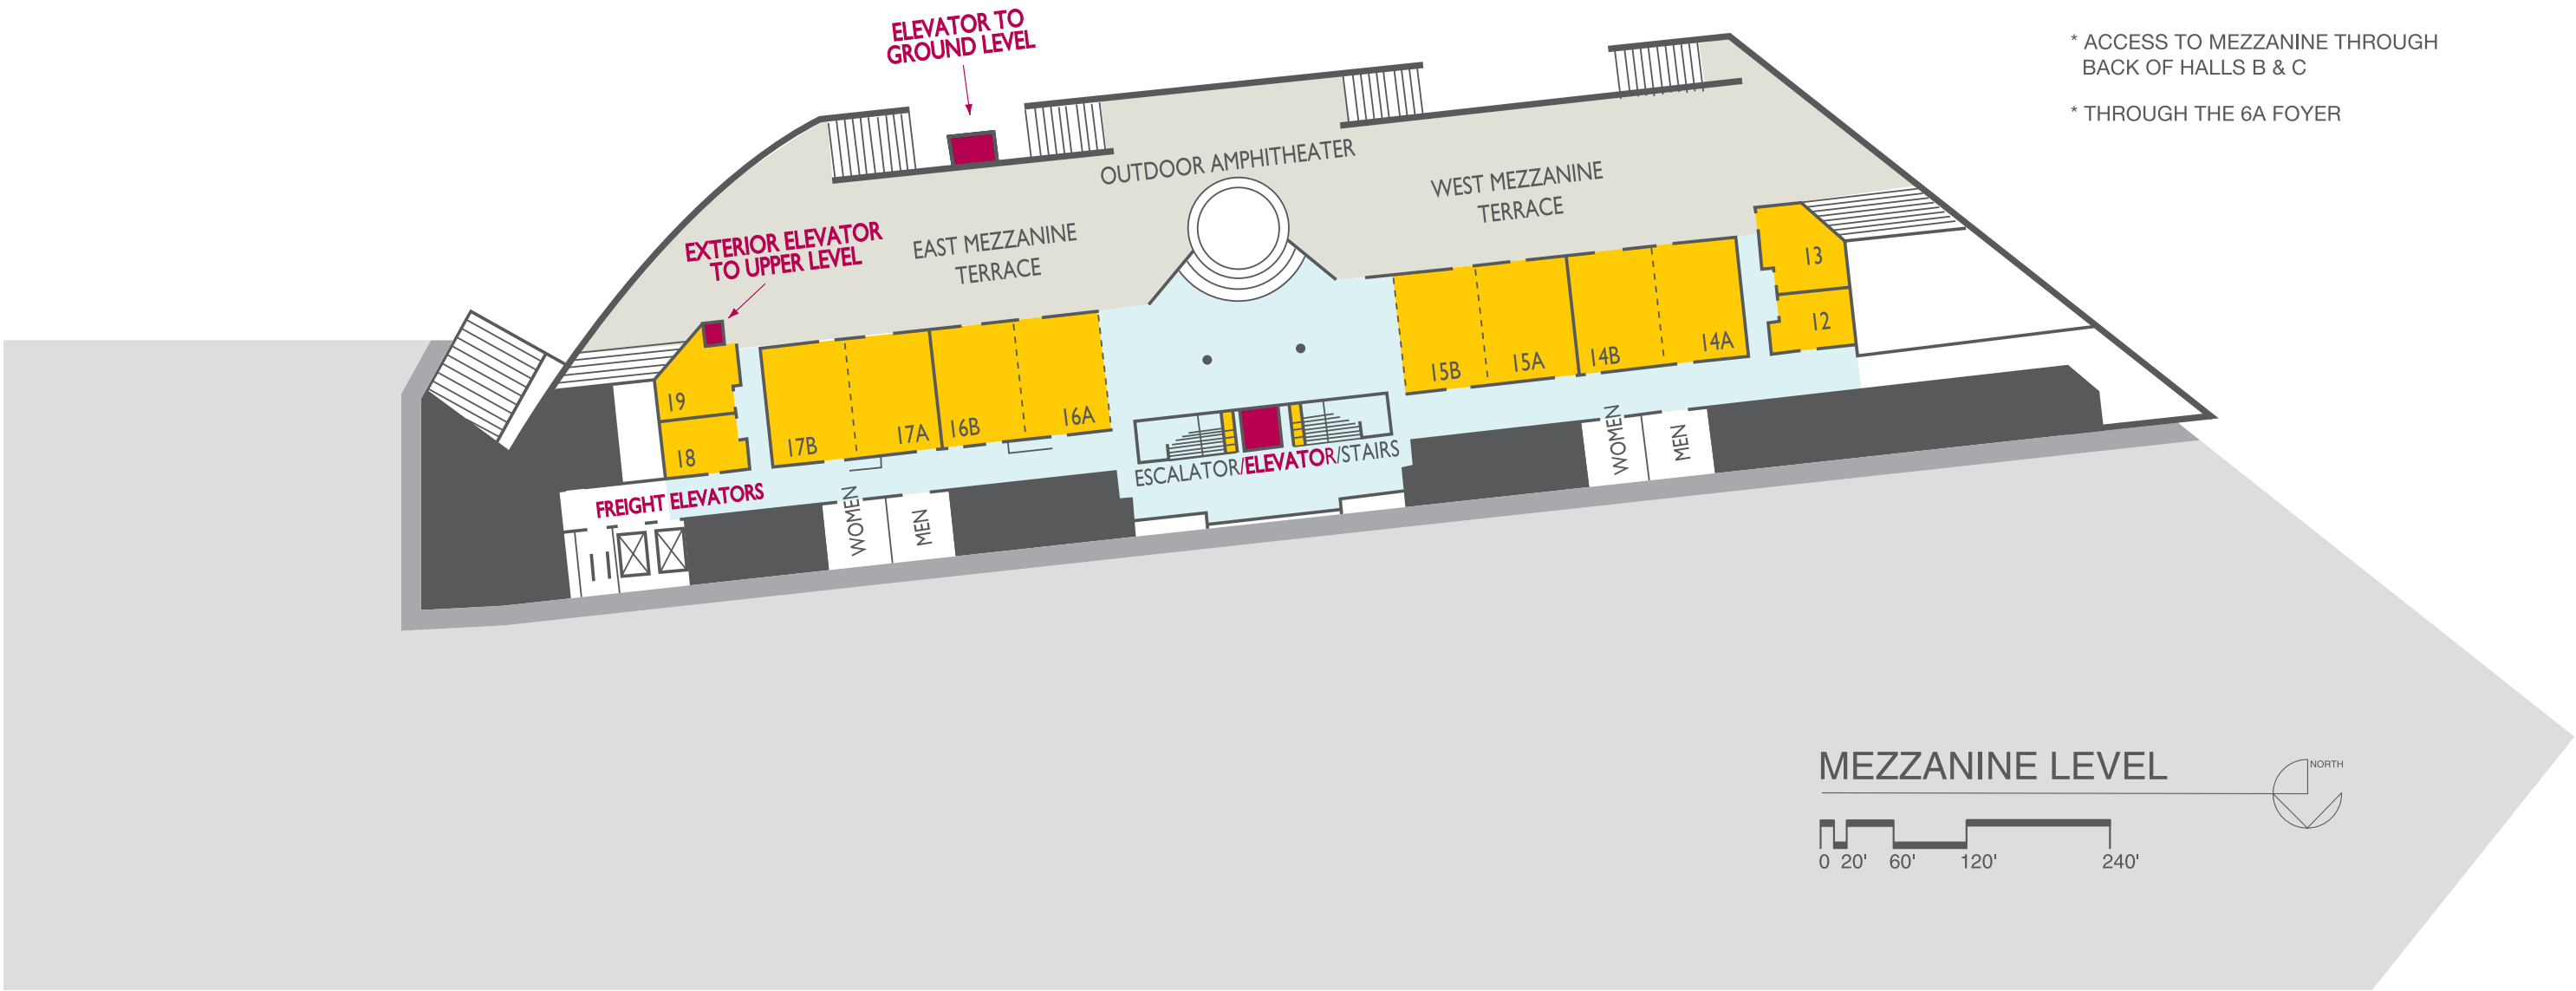 ELEVATOR TO
GROUND LEVEL
* ACCESS TO MEZZANINE THROUGH
BACK OF HALLS B & C
* THROUGH THE 6A FOYER
OUTDOOR AMPHITHEATER
WEST MEZZANINE
TERRACE
EAST MEZZANINE
TERRACE
EXTERIOR ELEVATOR
TO UPPER LEVEL
13
12
14A
14B
15A
15B
16A
16B
17A
17B
19
18
ESCALATOR/ELEVATOR/STAIRS
WOMEN
MEN
FREIGHT ELEVATORS
WOMEN
MEN
MEZZANINE LEVEL
NORTH
0 20' 60' 120' 240'